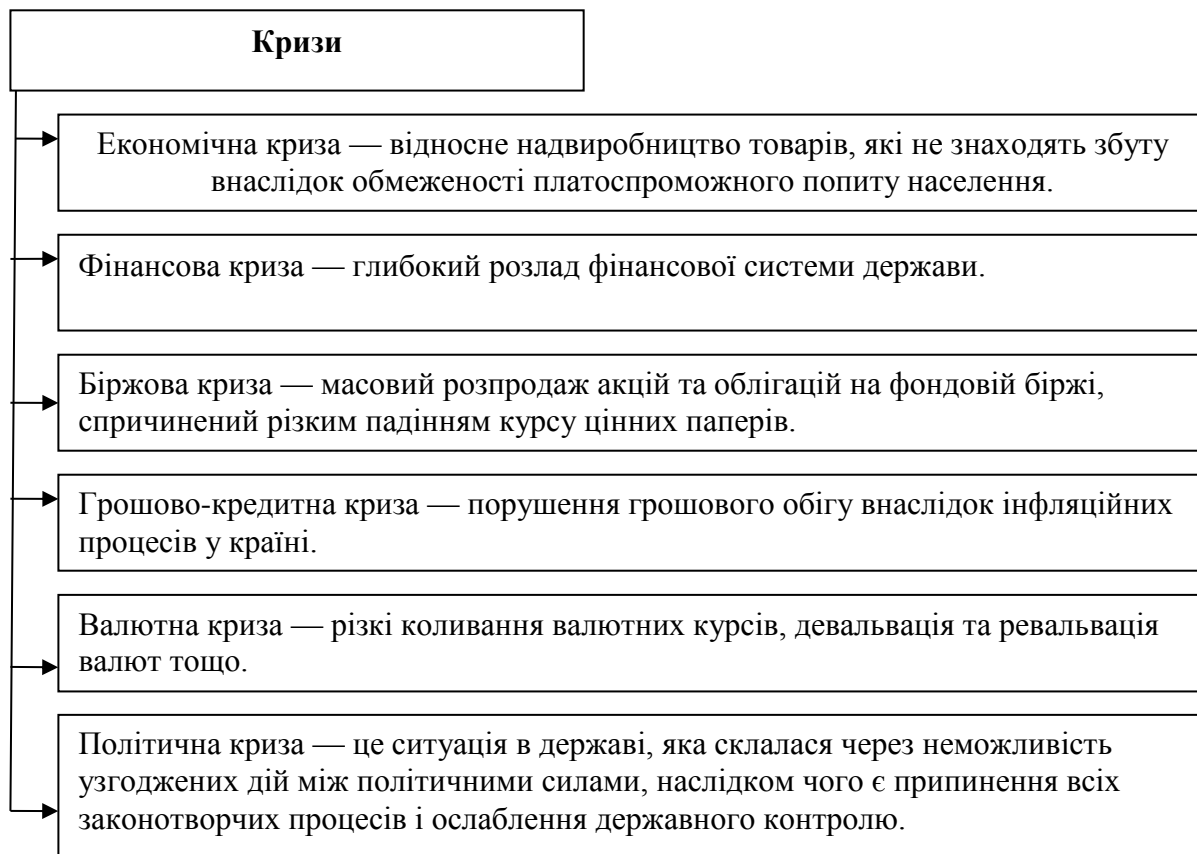 Кризи
Економічна криза — відносне надвиробництво товарів, які не знаходять збуту
внаслідок обмеженості платоспроможного попиту населення.
Фінансова криза — глибокий розлад фінансової системи держави.
Біржова криза — масовий розпродаж акцій та облігацій на фондовій біржі,
спричинений різким падінням курсу цінних паперів.
Грошово-кредитна криза — порушення грошового обігу внаслідок інфляційних
процесів у країні.
Валютна криза — різкі коливання валютних курсів, девальвація та ревальвація
валют тощо.
Політична криза — це ситуація в державі, яка склалася через неможливість
узгоджених дій між політичними силами, наслідком чого є припинення всіх
законотворчих процесів і ослаблення державного контролю.